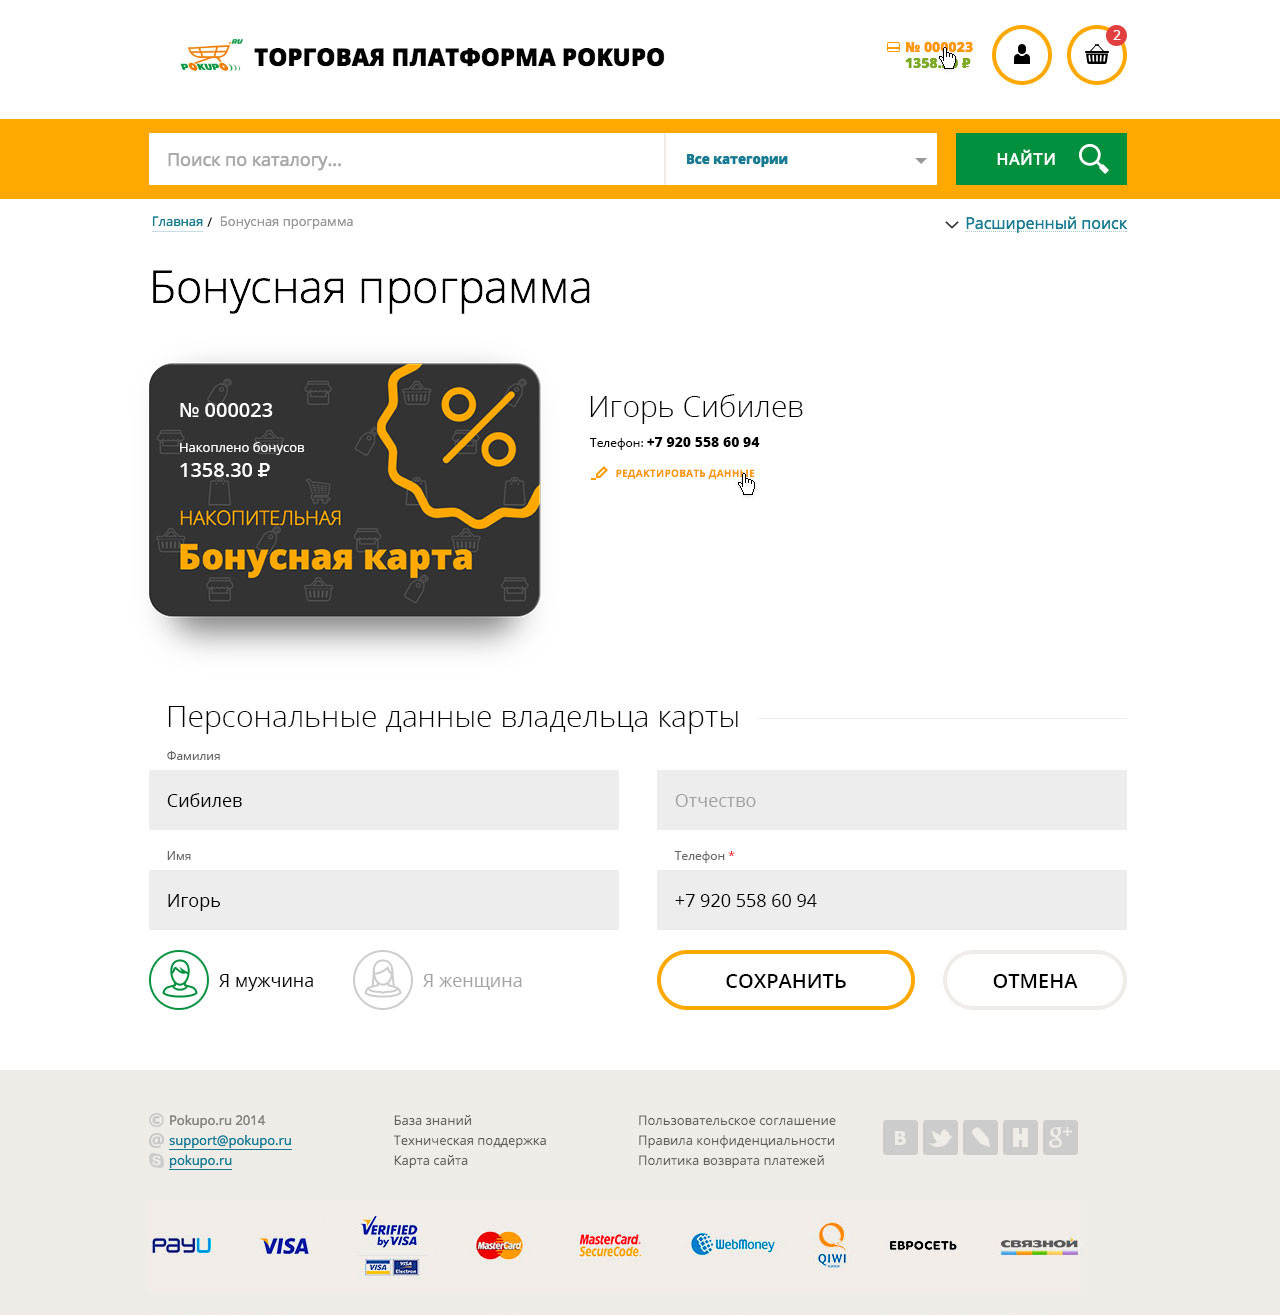 .RU
POKUPO
ТОРГОВАЯ ПЛАТФОРМА POKUPO
№ 000023
1358. ₽
2
Поиск по каталогу...
Все категории
НАЙТИ
Главная / Бонусная программа
Расширенный поиск
Бонусная программа
№ 000023
Накоплено бонусов
1358.30 ₽
НАКОПИТЕЛЬНАЯ
Бонусная карта
%
Игорь Сибилев
Телефон: +7 920 558 60 94
РЕДАКТИРОВАТЬ ДАННЫЕ
Персональные данные владельца карты
Фамилия
Сибилев
Отчество
Имя
Игорь
Телефон *
+7 920 558 60 94
Я мужчина
Я женщина
СОХРАНИТЬ
ОТМЕНА
© Pokupo.ru 2014
@ support@pokupo.ru
pokupo.ru
База знаний
Техническая поддержка
Карта сайта
Пользовательское соглашение
Правила конфиденциальности
Политика возврата платежей
B
g+
PayU
VISA
VERIFIED
by VISA
VISA
VISA
Electron
MasterCard
MasterCard.
SecureCode.
WebMoney
QIWI
ЕВРОСЕТЬ
СВЯЗНОЙ